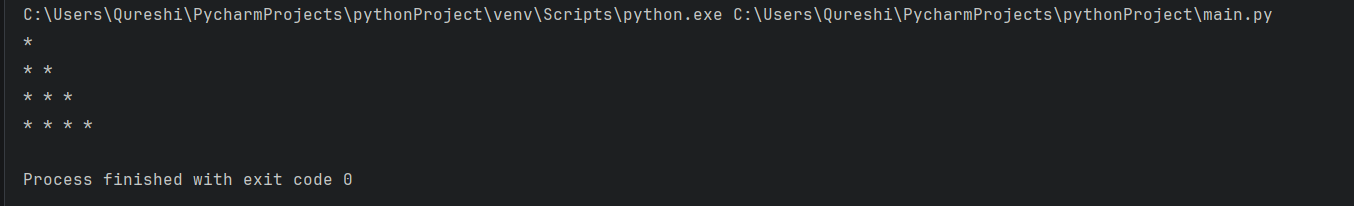 C:\Users\Qureshi\PycharmProjects\pythonProject\venv\Scripts\python.exe C:\Users\Qureshi\PycharmProjects\pythonProject\main.py
*
* *
* * *
* * * *
Process finished with exit code 0